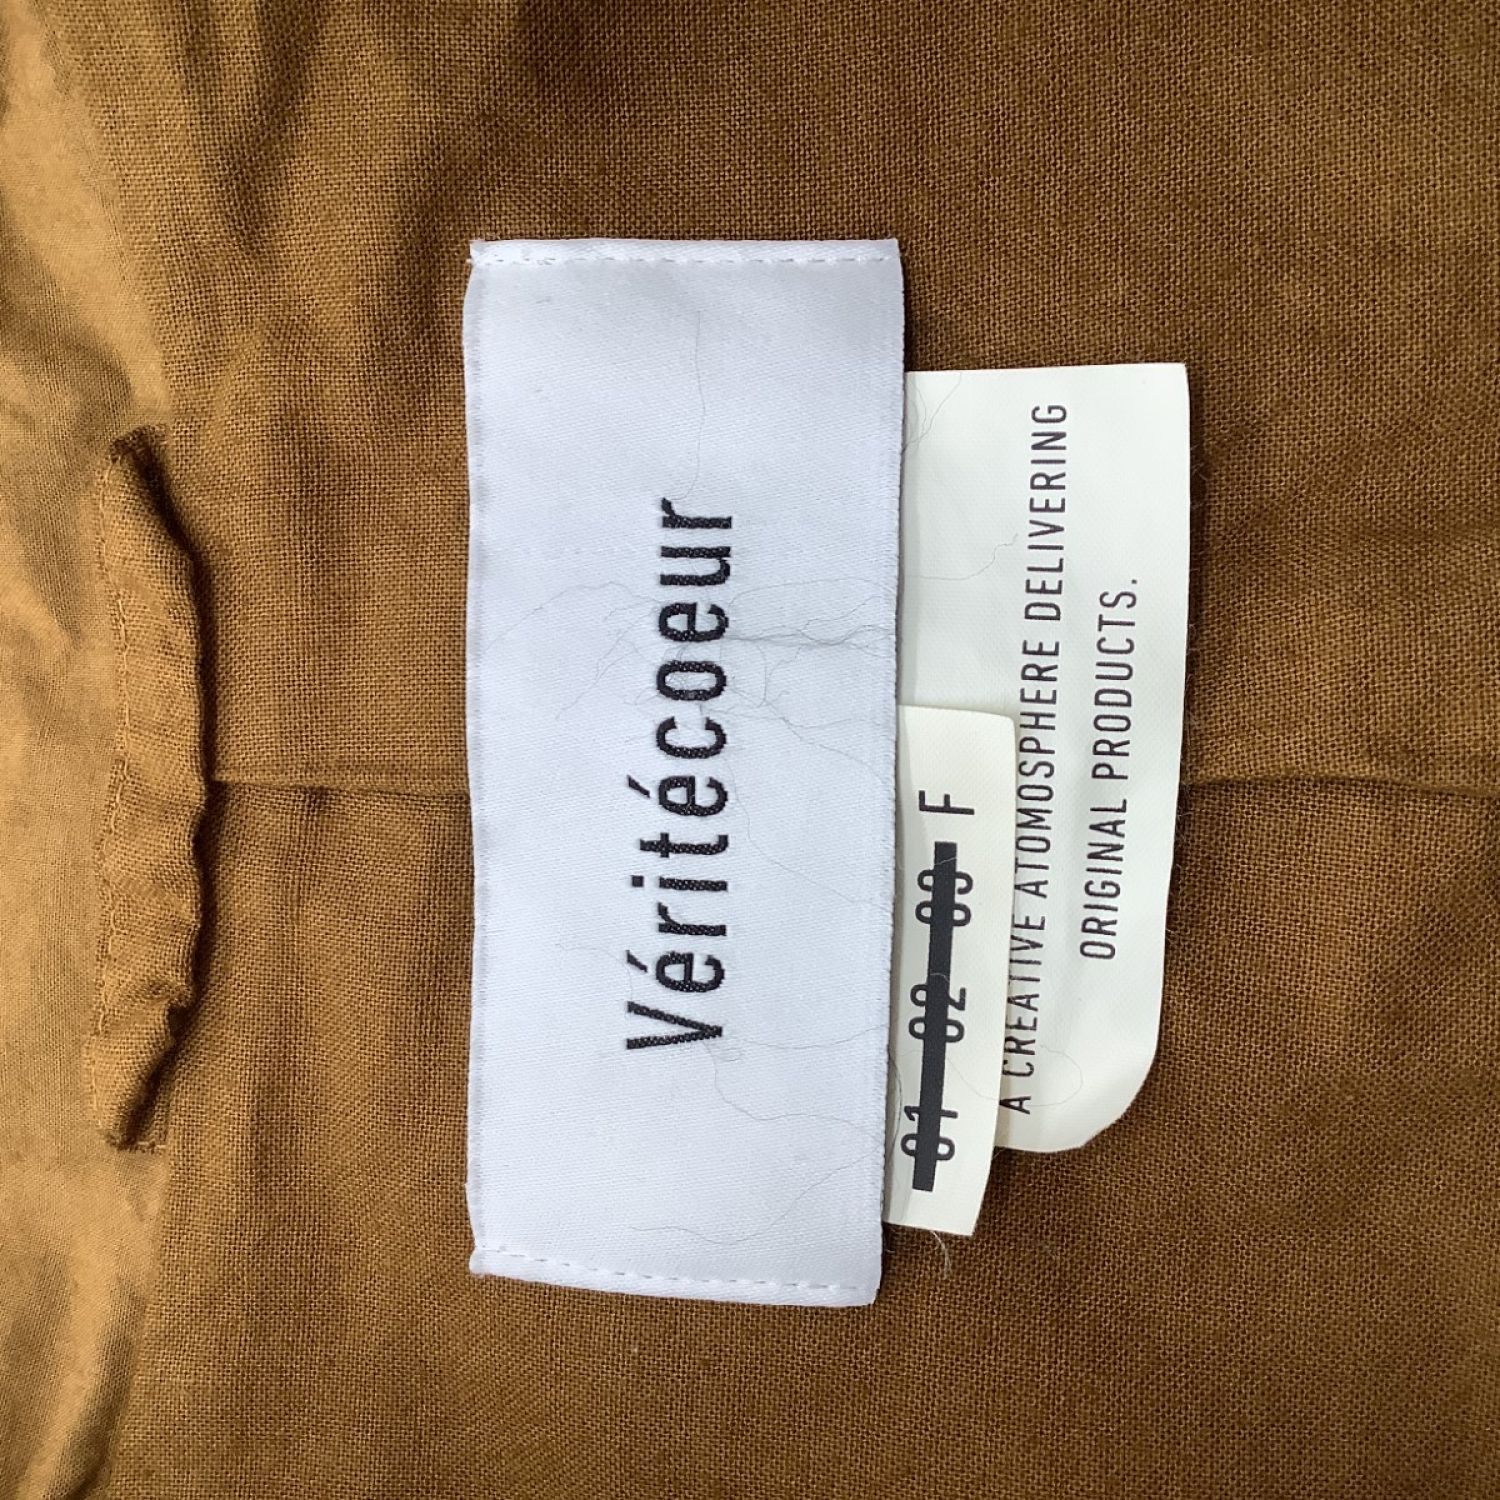 Véritécoeur
01 02 03 F
A CREATIVE ATOMOSPHERE DELIVERING
ORIGINAL PRODUCTS.